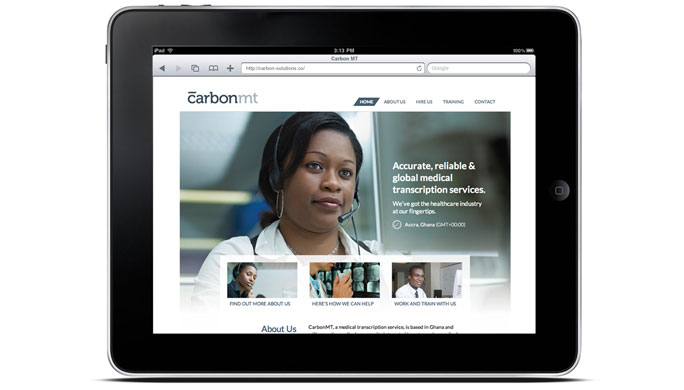 iPad
3:13 PM
100%
Carbon MT
http://carbon-solutions.co/
Google
carbonmt
HOME ABOUT US HIRE US TRAINING CONTACT
Accurate, reliable &
global medical
transcription services.
We've got the healthcare industry
at our fingertips.
Accra, Ghana (GMT+00:00)
FIND OUT MORE ABOUT US
HERE'S HOW WE CAN HELP
WORK AND TRAIN WITH US
About Us
CarbonMT, a medical transcription service, is based in Ghana and